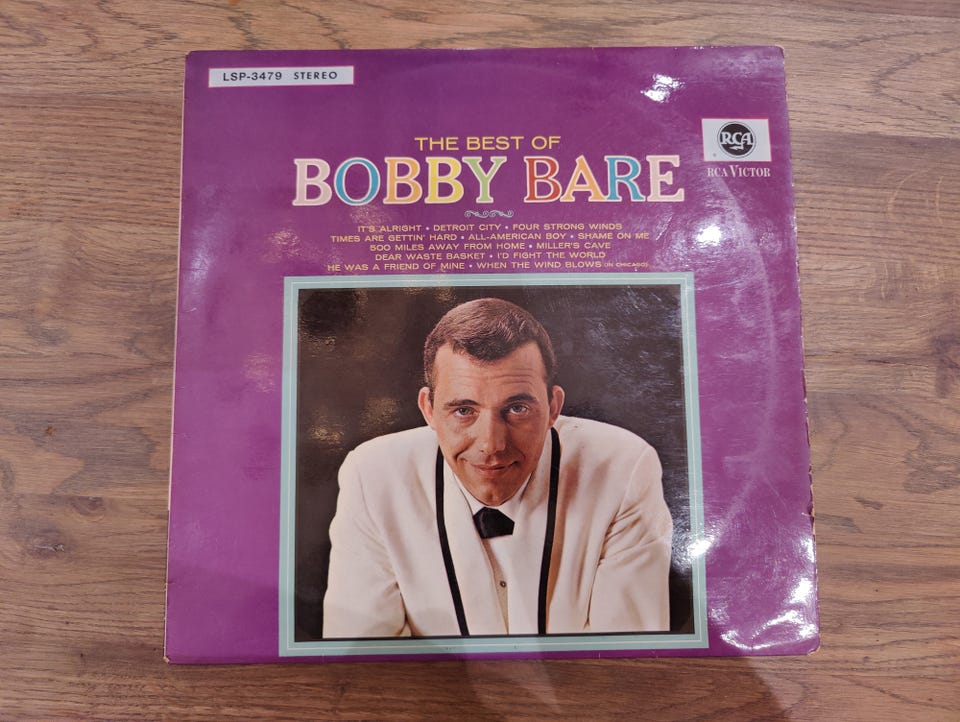 LSP-3479 STEREO
THE BEST OF
BOBBY BARE
RCA
RCA VICTOR
IT'S ALRIGHT • DETROIT CITY • FOUR STRONG WINDS
TIMES ARE GETTIN' HARD • ALL-AMERICAN BOY • SHAME ON ME
500 MILES AWAY FROM HOME • MILLER'S CAVE
DEAR WASTE BASKET • I'D FIGHT THE WORLD
HE WAS A FRIEND OF MINE • WHEN THE WIND BLOWS (IN CHICAGO)